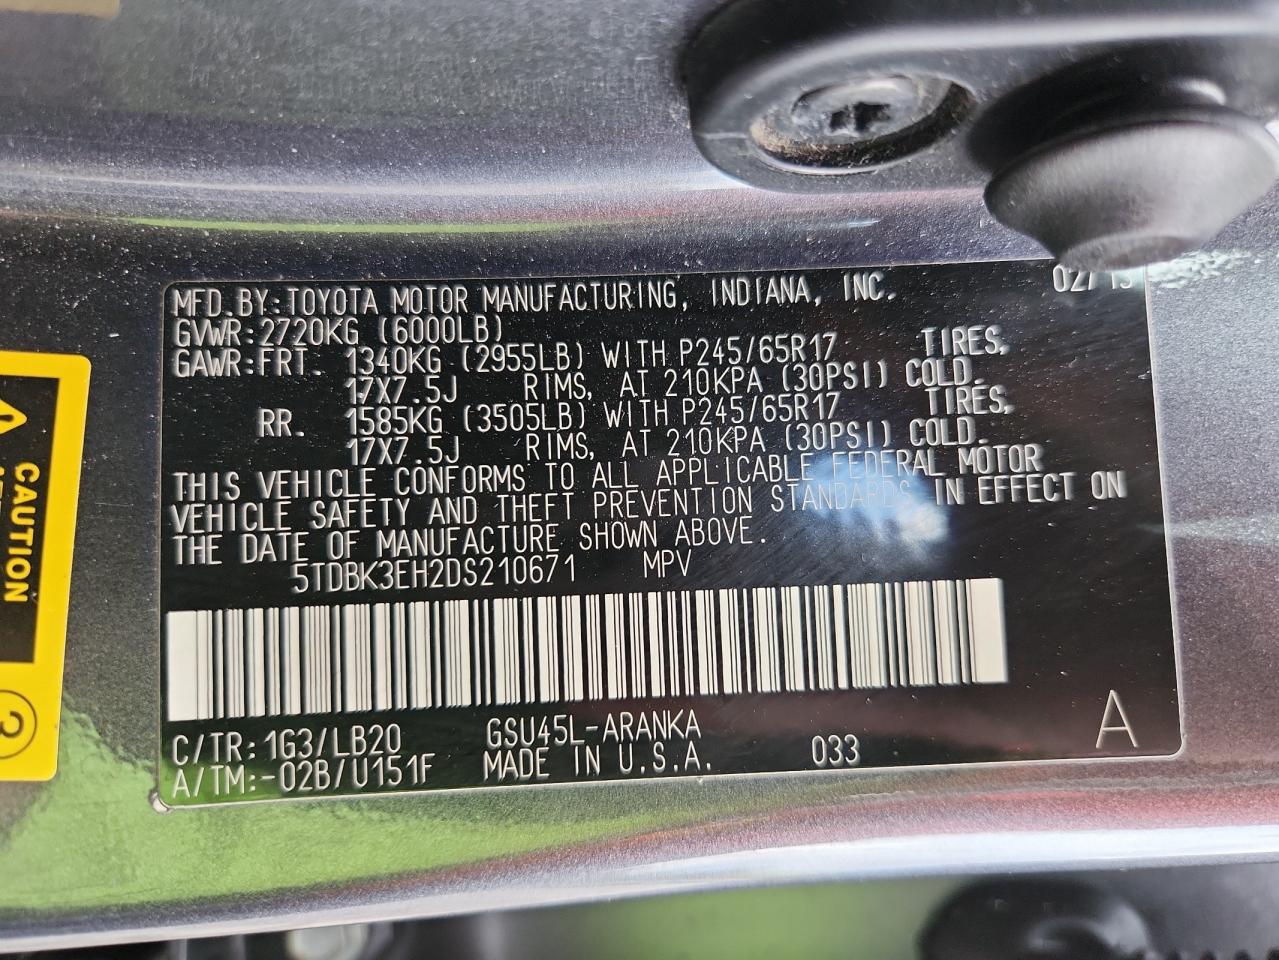 MFD.BY:TOYOTA MOTOR MANUFACTURING, INDIANA, INC. 02/13
GVWR:2720KG (6000LB)
GAWR:FRT. 1340KG (2955LB) WITH P245/65R17 TIRES,
17X7.5J RIMS, AT 210KPA (30PSI) COLD.
RR. 1585KG (3505LB) WITH P245/65R17 TIRES,
17X7.5J RIMS, AT 210KPA (30PSI) COLD.
THIS VEHICLE CONFORMS TO ALL APPLICABLE FEDERAL MOTOR
VEHICLE SAFETY AND THEFT PREVENTION STANDARDS IN EFFECT ON
THE DATE OF MANUFACTURE SHOWN ABOVE.
5TDBK3EH2DS210671 MPV
C/TR:1G3/LB20 GSU45L-ARANKA
A/TM:-02B/U151F MADE IN U.S.A. 033 A
CAUTION
3